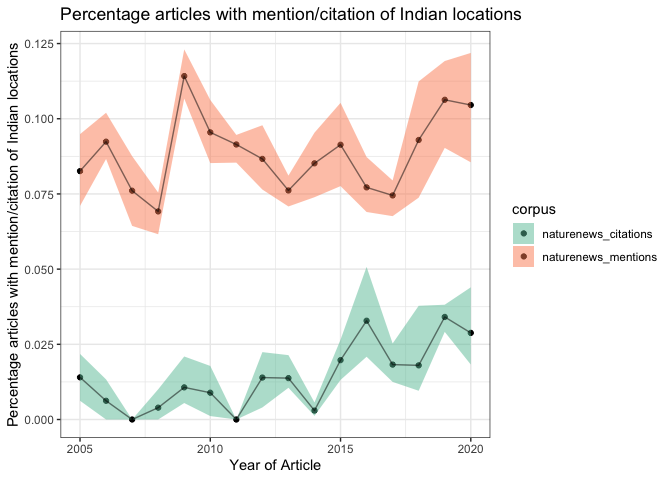 Percentage articles with mention/citation of Indian locations
Percentage articles with mention/citation of Indian locations
0.125
0.100
0.075
0.050
0.025
0.000
2005 2010 2015 2020
Year of Article
corpus
naturenews_citations
naturenews_mentions